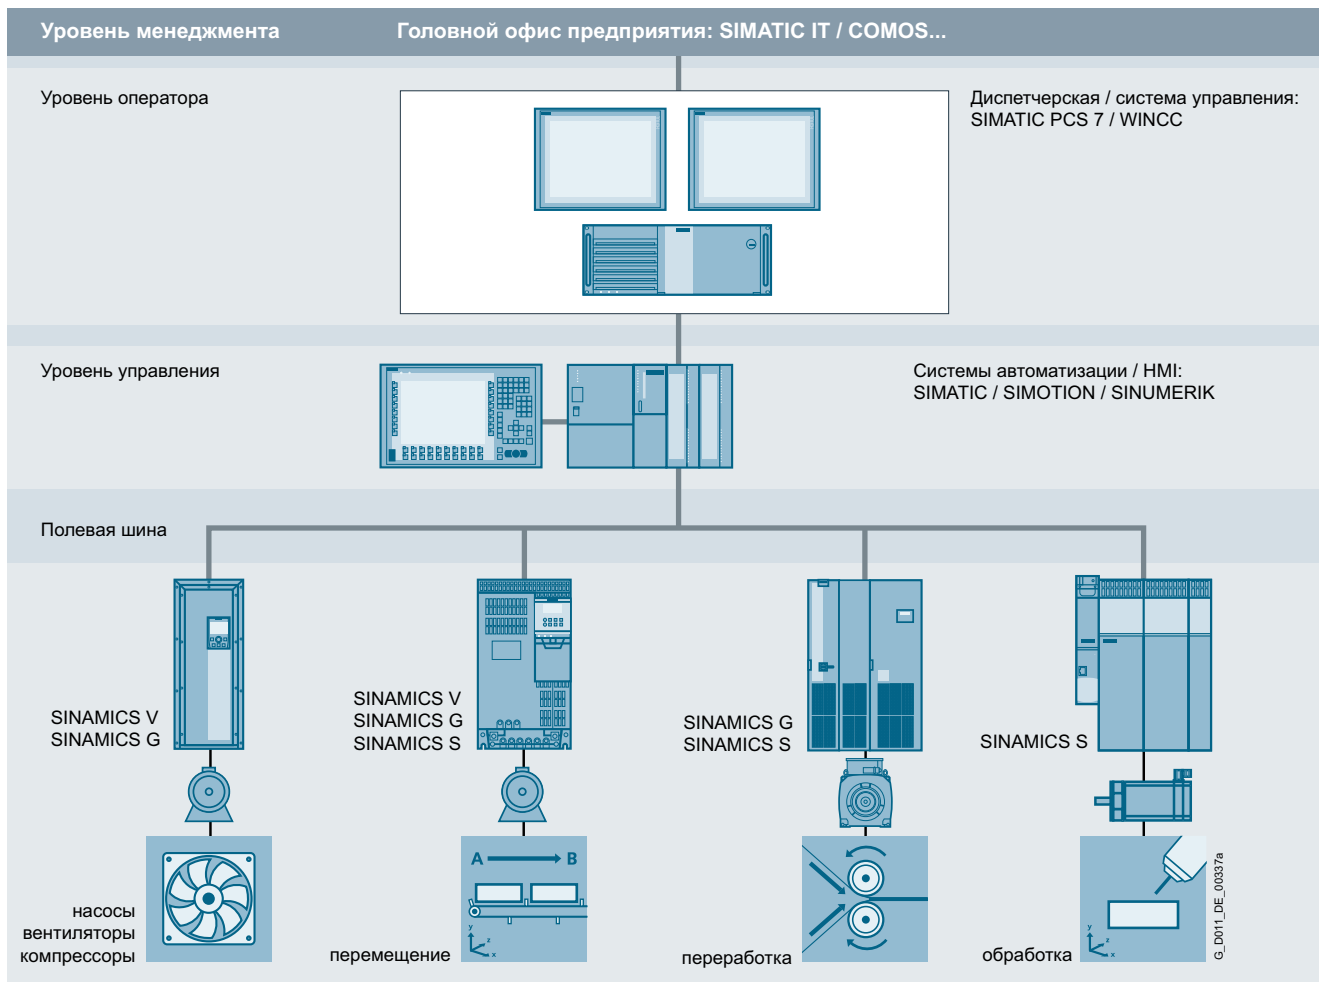 Уровень менеджмента
Головной офис предприятия: SIMATIC IT / COMOS...
Уровень оператора
Диспетчерская / система управления:
SIMATIC PCS 7 / WINCC
Уровень управления
Системы автоматизации / HMI:
SIMATIC / SIMOTION / SINUMERIK
Полевая шина
SINAMICS V
SINAMICS G
SINAMICS V
SINAMICS G
SINAMICS S
SINAMICS G
SINAMICS S
SINAMICS S
насосы
вентиляторы
компрессоры
A B
y
z
x
перемещение
переработка
обработка
y
z
x
G_D011_DE_00337a